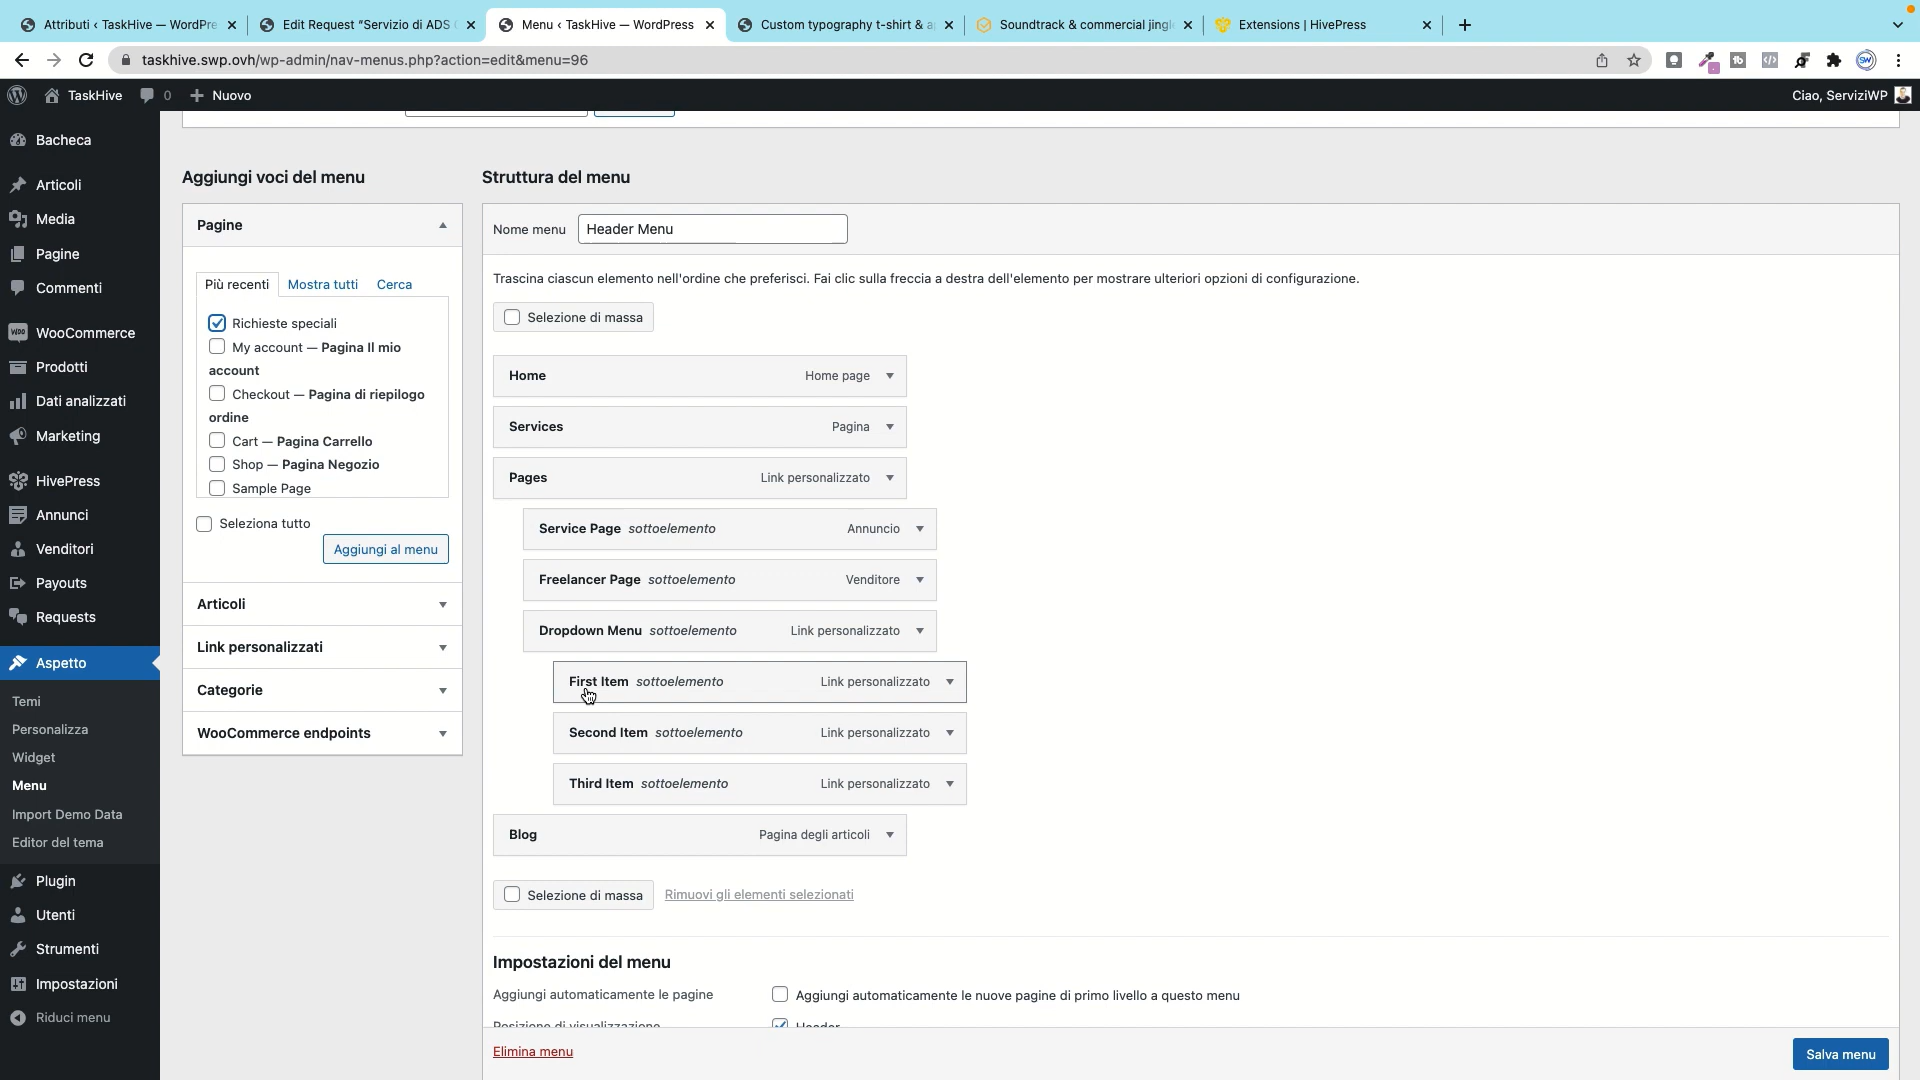 Attributi ‹ TaskHive — WordPre
Edit Request "Servizio di ADS
Menu ‹ TaskHive — WordPress
Custom typography t-shirt & a
Soundtrack & commercial jingl
Extensions | HivePress
taskhive.swp.ovh/wp-admin/nav-menus.php?action=edit&menu=96
TaskHive
0
Nuovo
Ciao, ServiziWP
Bacheca
Articoli
Media
Pagine
Commenti
WooCommerce
Prodotti
Dati analizzati
Marketing
HivePress
Annunci
Venditori
Payouts
Requests
Aspetto
Temi
Personalizza
Widget
Menu
Import Demo Data
Editor del tema
Plugin
Utenti
Strumenti
Impostazioni
Riduci menu
Aggiungi voci del menu
Pagine
Più recenti
Mostra tutti
Cerca
Richieste speciali
My account — Pagina Il mio
account
Checkout — Pagina di riepilogo
ordine
Cart — Pagina Carrello
Shop — Pagina Negozio
Sample Page
Seleziona tutto
Aggiungi al menu
Articoli
Link personalizzati
Categorie
WooCommerce endpoints
Struttura del menu
Nome menu
Header Menu
Trascina ciascun elemento nell'ordine che preferisci. Fai clic sulla freccia a destra dell'elemento per mostrare ulteriori opzioni di configurazione.
Selezione di massa
Home Home page
Services Pagina
Pages Link personalizzato
Service Page sottoelemento Annuncio
Freelancer Page sottoelemento Venditore
Dropdown Menu sottoelemento Link personalizzato
First Item sottoelemento Link personalizzato
Second Item sottoelemento Link personalizzato
Third Item sottoelemento Link personalizzato
Blog Pagina degli articoli
Selezione di massa
Rimuovi gli elementi selezionati
Impostazioni del menu
Aggiungi automaticamente le pagine
Aggiungi automaticamente le nuove pagine di primo livello a questo menu
Posizione di visualizzazione
Header
Elimina menu
Salva menu